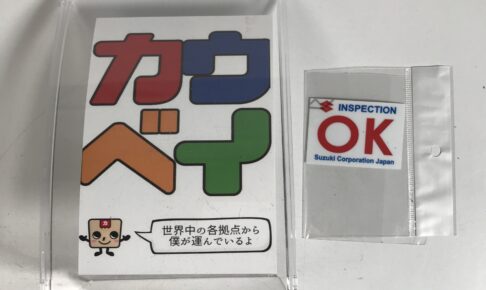 カウ
ベイ
カ
世界中の各拠点から
僕が運んでいるよ
INSPECTION
OK
Suzuki Corporation Japan